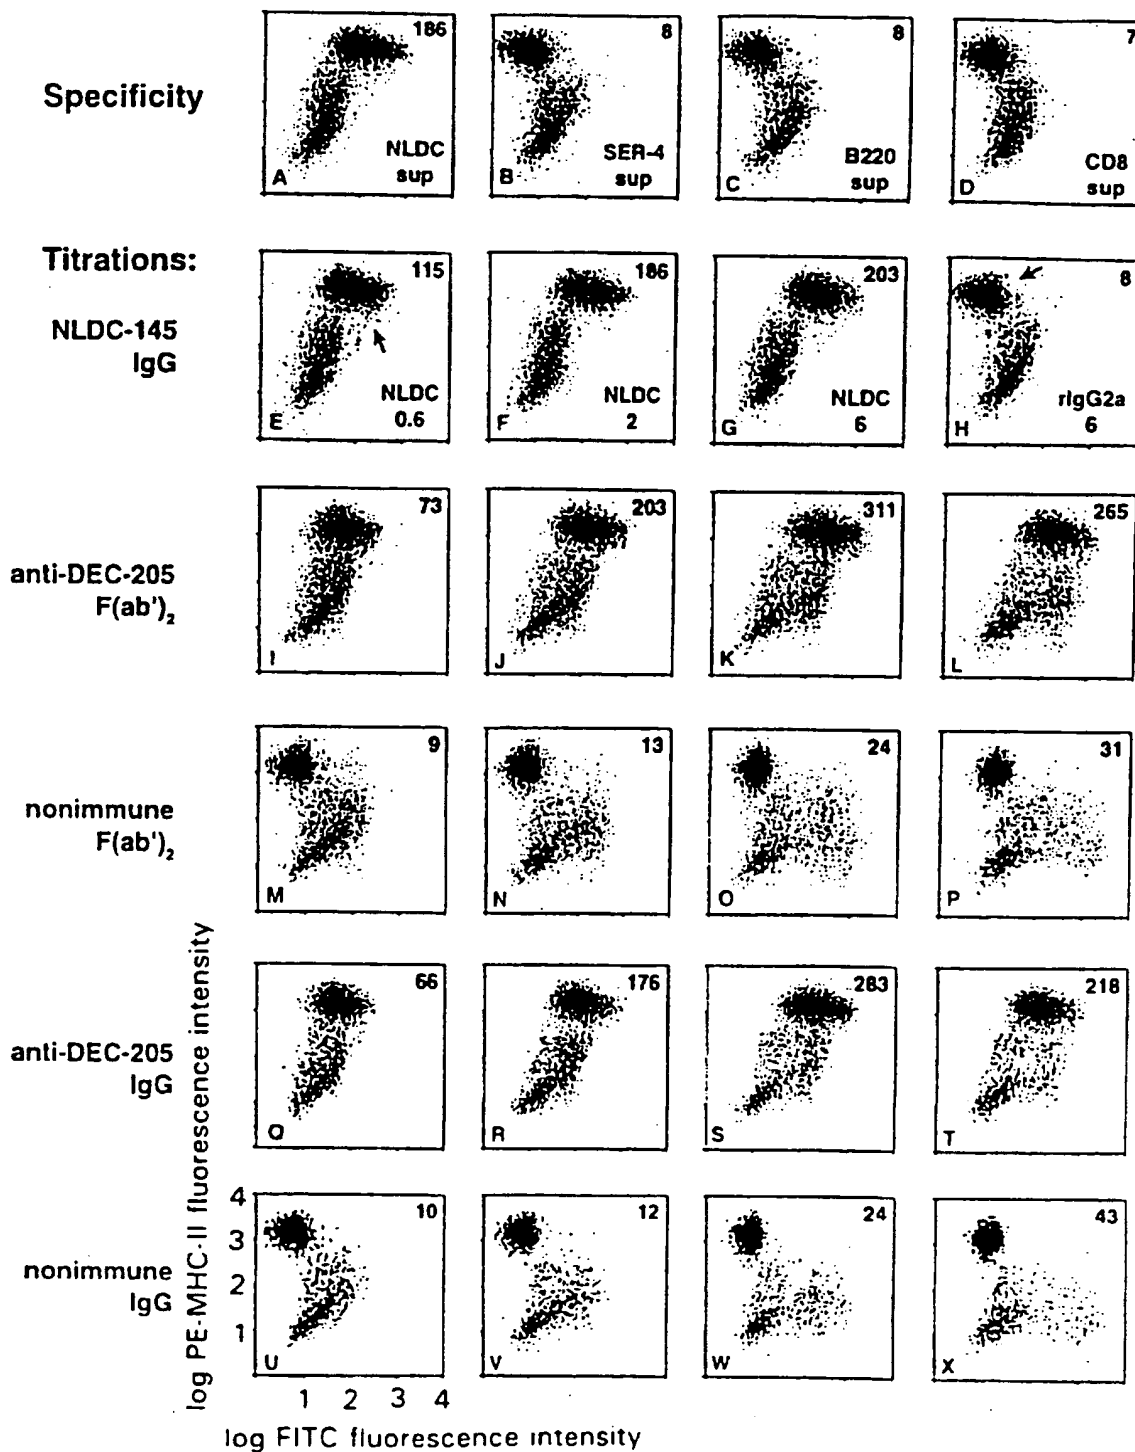 Specificity
186
A
NLDC
sup
8
B
SER-4
sup
8
C
B220
sup
7
D
CD8
sup
Titrations:
NLDC-145
IgG
115
E
NLDC
0.6
186
F
NLDC
2
203
G
NLDC
6
8
H
rIgG2a
6
anti-DEC-205
F(ab')₂
73
I
203
J
311
K
265
L
nonimmune
F(ab')₂
9
M
13
N
24
O
31
P
anti-DEC-205
IgG
66
Q
176
R
283
S
218
T
nonimmune
IgG
10
U
12
V
24
W
43
X
log PE-MHC-II fluorescence intensity
4
3
2
1
1 2 3 4
log FITC fluorescence intensity